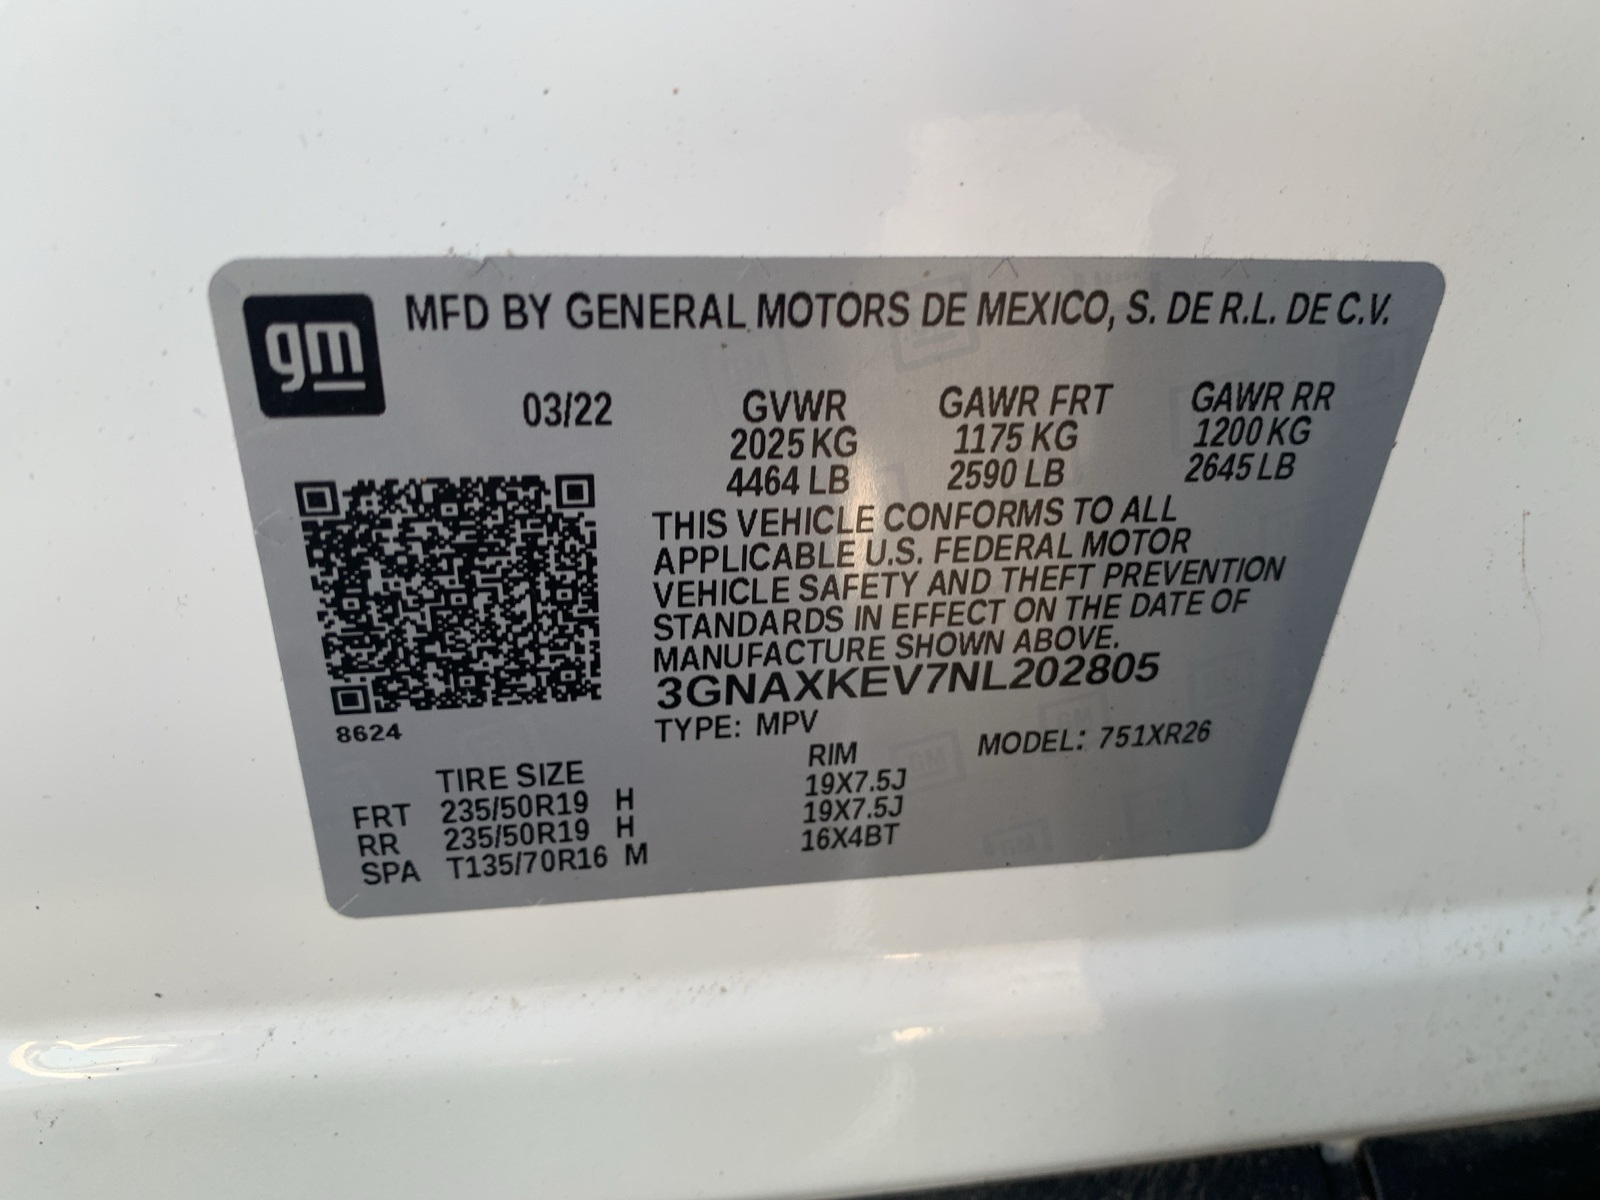 gm
MFD BY GENERAL MOTORS DE MEXICO, S. DE R.L. DE C.V.
03/22 GVWR GAWR FRT GAWR RR
2025 KG 1175 KG 1200 KG
4464 LB 2590 LB 2645 LB
THIS VEHICLE CONFORMS TO ALL
APPLICABLE U.S. FEDERAL MOTOR
VEHICLE SAFETY AND THEFT PREVENTION
STANDARDS IN EFFECT ON THE DATE OF
MANUFACTURE SHOWN ABOVE.
3GNAXKEV7NL202805
8624
TYPE: MPV MODEL: 751XR26
TIRE SIZE RIM
FRT 235/50R19 H 19X7.5J
RR 235/50R19 H 19X7.5J
SPA T135/70R16 M 16X4BT